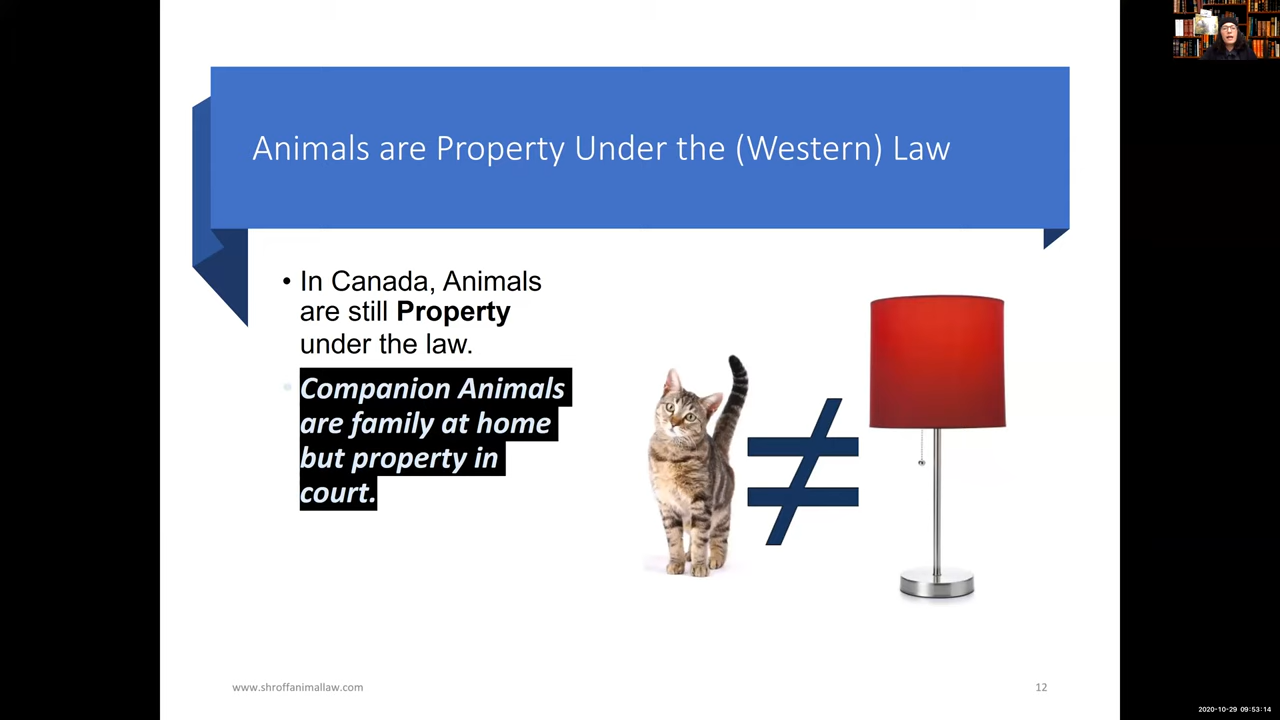 Animals are Property Under the (Western) Law
• In Canada, Animals
are still Property
under the law.
• Companion Animals
are family at home
but property in
court.
≠
www.shroffanimallaw.com
12
2020-10-29 09:53:14